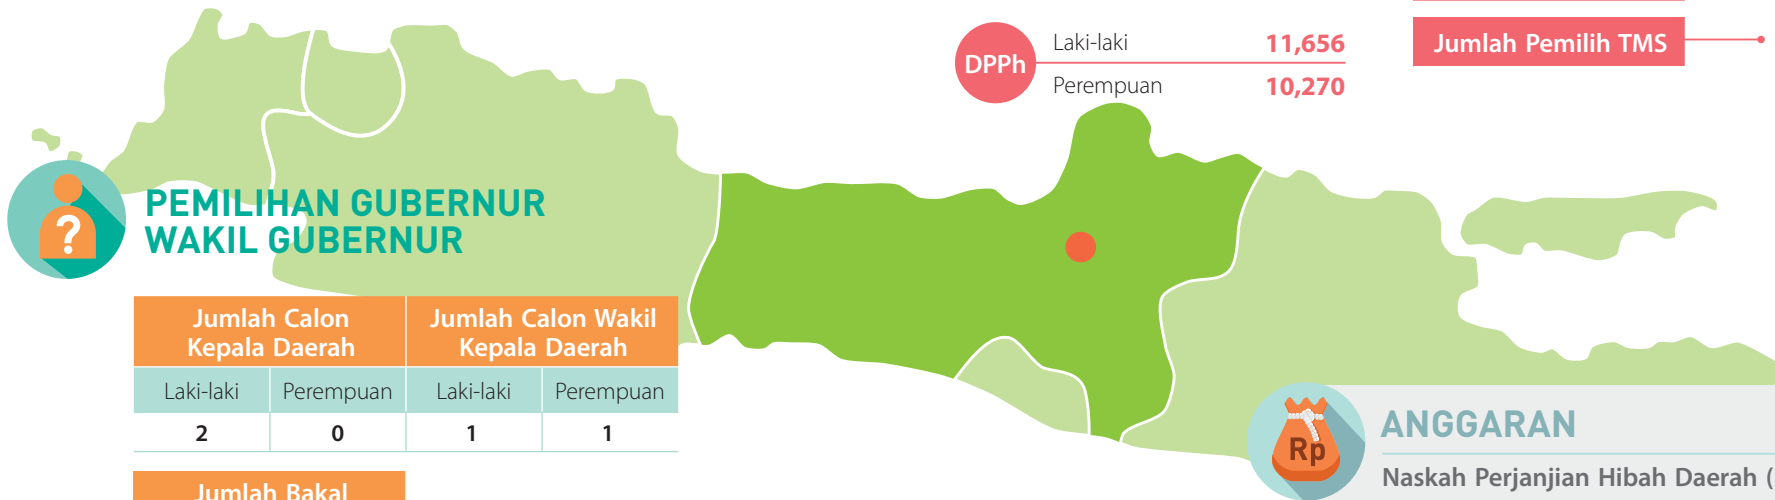 DPPh
Laki-laki 11,656
Perempuan 10,270
Jumlah Pemilih TMS
?
PEMILIHAN GUBERNUR
WAKIL GUBERNUR
Jumlah Calon Kepala Daerah
Jumlah Calon Wakil Kepala Daerah
Laki-laki Perempuan Laki-laki Perempuan
2 0 1 1
Jumlah Bakal
Rp
ANGGARAN
Naskah Perjanjian Hibah Daerah (